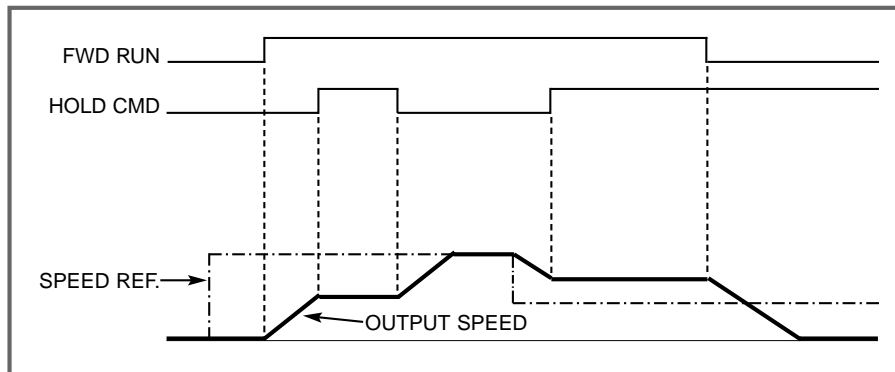 FWD RUN
HOLD CMD
SPEED REF.
OUTPUT SPEED